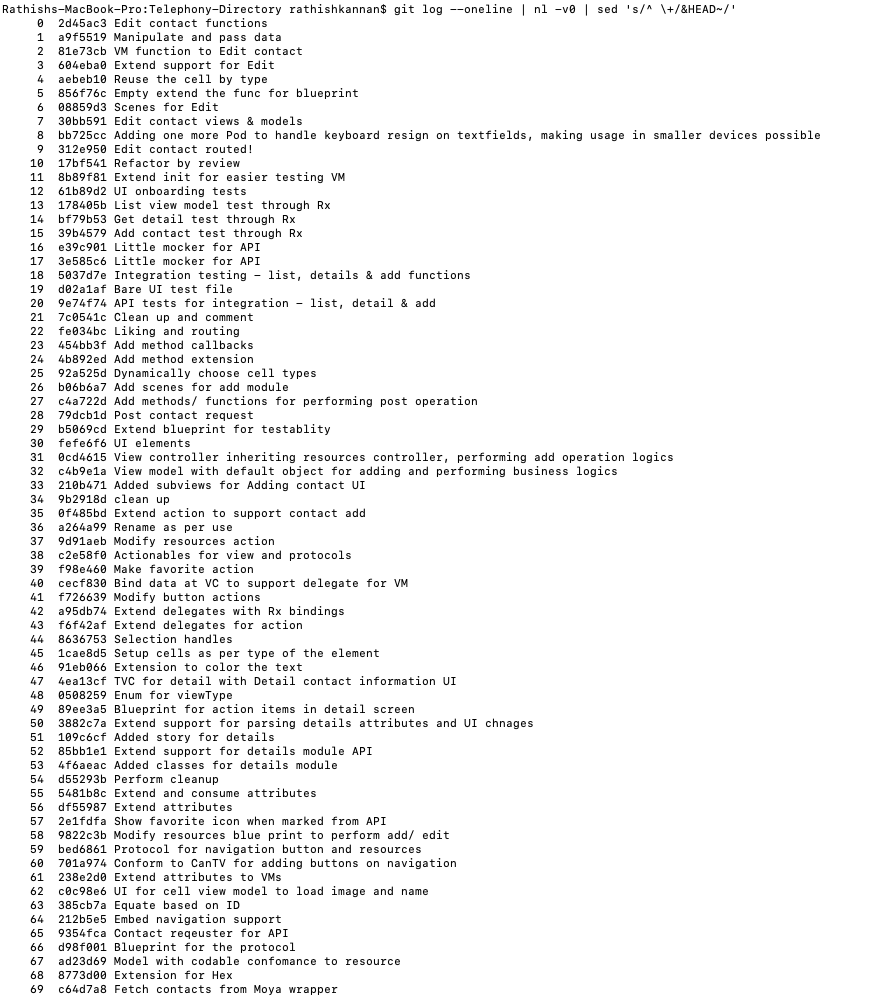 Rathishs-MacBook-Pro:Telephony-Directory rathishkannan$ git log --oneline | nl -v0 | sed 's/^ \+/&HEAD~/'
0 2d45ac3 Edit contact functions
1 a9f5519 Manipulate and pass data
2 81e73cb VM function to Edit contact
3 604eba0 Extend support for Edit
4 aebeb10 Reuse the cell by type
5 856f76c Empty extend the func for blueprint
6 08859d3 Scenes for Edit
7 30bb591 Edit contact views & models
8 bb725cc Adding one more Pod to handle keyboard resign on textfields, making usage in smaller devices possible
9 312e950 Edit contact routed!
10 17bf541 Refactor by review
11 8b89f81 Extend init for easier testing VM
12 61b89d2 UI onboarding tests
13 178405b List view model test through Rx
14 bf79b53 Get detail test through Rx
15 39b4579 Add contact test through Rx
16 e39c901 Little mocker for API
17 3e585c6 Little mocker for API
18 5037d7e Integration testing – list, details & add functions
19 d02a1af Bare UI test file
20 9e74f74 API tests for integration – list, detail & add
21 7c0541c Clean up and comment
22 fe034bc Liking and routing
23 454bb3f Add method callbacks
24 4b892ed Add method extension
25 92a525d Dynamically choose cell types
26 b06b6a7 Add scenes for add module
27 c4a722d Add methods/ functions for performing post operation
28 79dcb1d Post contact request
29 b5069cd Extend blueprint for testablity
30 fefe6f6 UI elements
31 0cd4615 View controller inheriting resources controller, performing add operation logics
32 c4b9e1a View model with default object for adding and performing business logics
33 210b471 Added subviews for Adding contact UI
34 9b2918d clean up
35 0f485bd Extend action to support contact add
36 a264a99 Rename as per use
37 9d91aeb Modify resources action
38 c2e58f0 Actionables for view and protocols
39 f98e460 Make favorite action
40 cecf830 Bind data at VC to support delegate for VM
41 f726639 Modify button actions
42 a95db74 Extend delegates with Rx bindings
43 f6f42af Extend delegates for action
44 8636753 Selection handles
45 1cae8d5 Setup cells as per type of the element
46 91eb066 Extension to color the text
47 4ea13cf TVC for detail with Detail contact information UI
48 0508259 Enum for viewType
49 89ee3a5 Blueprint for action items in detail screen
50 3882c7a Extend support for parsing details attributes and UI chnages
51 109c6cf Added story for details
52 85bb1e1 Extend support for details module API
53 4f6aeac Added classes for details module
54 d55293b Perform cleanup
55 5481b8c Extend and consume attributes
56 df55987 Extend attributes
57 2e1fdfa Show favorite icon when marked from API
58 9822c3b Modify resources blue print to perform add/ edit
59 bed6861 Protocol for navigation button and resources
60 701a974 Conform to CanTV for adding buttons on navigation
61 238e2d0 Extend attributes to VMs
62 c0c98e6 UI for cell view model to load image and name
63 385cb7a Equate based on ID
64 212b5e5 Embed navigation support
65 9354fca Contact reqeuster for API
66 d98f001 Blueprint for the protocol
67 ad23d69 Model with codable confomance to resource
68 8773d00 Extension for Hex
69 c64d7a8 Fetch contacts from Moya wrapper